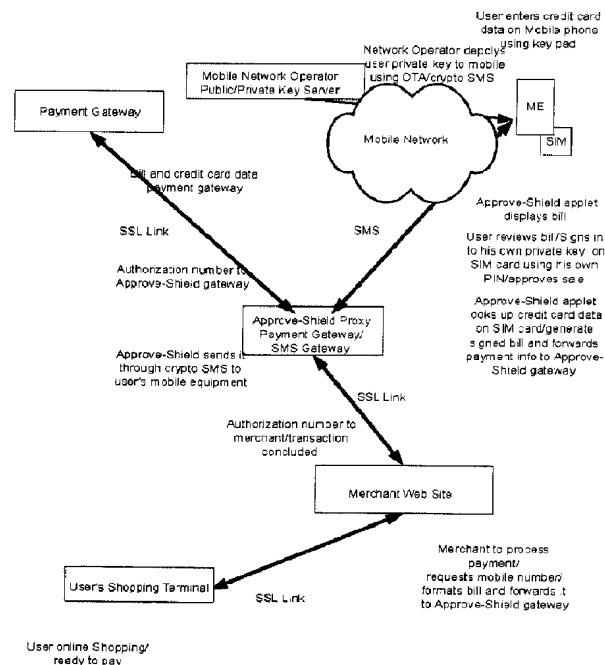 User enters credit card
data on Mobile phone
using key pad
Network Operator depolys
user private key to mobile
using OTA/crypto SMS
Mobile Network Operator
Public/Private Key Server
Payment Gateway
ME
SIM
Mobile Network
Bill and credit card data
payment gateway
SSL Link
SMS
Approve-Shield applet
displays bill
User reviews bill/Signs in
to his own private key on
SIM card using his own
PIN/approves sale
Authorization number to
Approve-Shield gateway
Approve-Shield applet
looks up credit card data
on SIM card/generate
signed bill and forwards
payment info to Approve-
Shield gateway
Approve-Shield Proxy
Payment Gateway/
SMS Gateway
Approve-Shield sends it
through crypto SMS to
user's mobile equipment
SSL Link
Authorization number to
merchant/transaction
concluded
Merchant Web Site
Merchant to process
payment/
requests mobile number/
formats bill and forwards it
to Approve-Shield gateway
User's Shopping Terminal
SSL Link
User online Shopping/
ready to pay